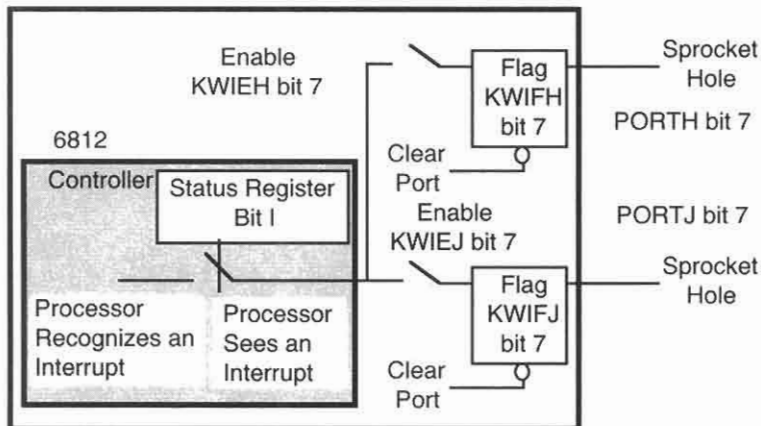 Enable
KWIEH bit 7
Flag
KWIFH
bit 7
Sprocket
Hole
PORTH bit 7
Clear
Port
6812
Controller
Status Register
Bit I
Enable
KWIEJ bit 7
PORTJ bit 7
Flag
KWIFJ
bit 7
Sprocket
Hole
Processor
Recognizes an
Interrupt
Processor
Sees an
Interrupt
Clear
Port